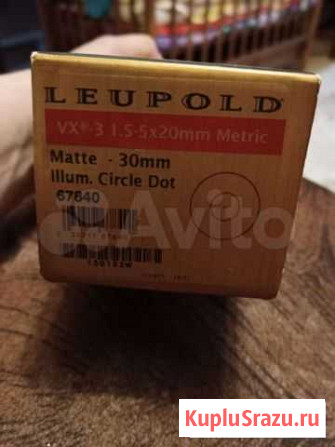 LEUPOLD
VX®-3 1.5-5x20mm Metric
Matte - 30mm
Illum. Circle Dot
67640
Avito
KupluSrazu.ru